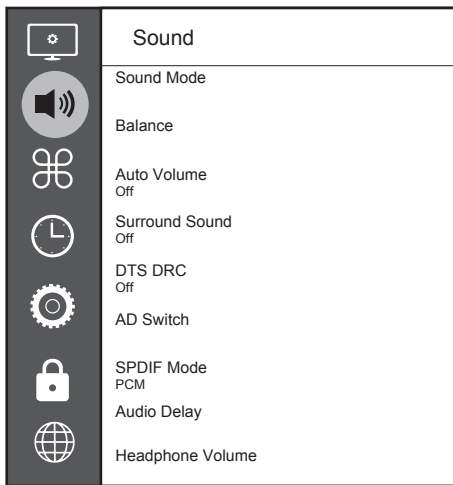 Sound
Sound Mode
Balance
Auto Volume
Off
Surround Sound
Off
DTS DRC
Off
AD Switch
SPDIF Mode
PCM
Audio Delay
Headphone Volume